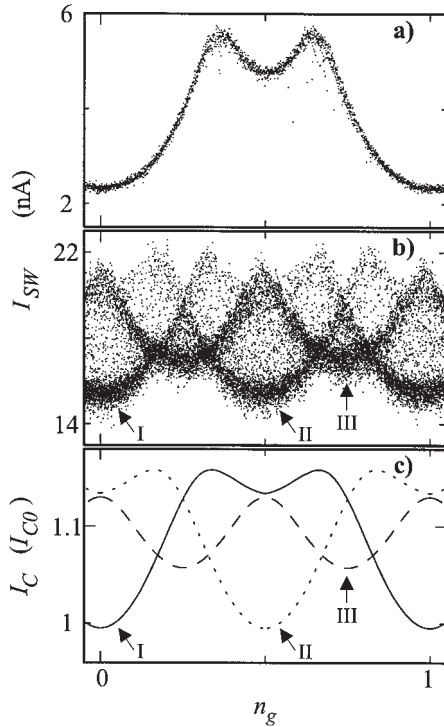 6
a)
(nA)
2
b)
22
I_SW
14
I
II
III
c)
I_C (I_C0)
1.1
1
I
II
III
0
1
n_g